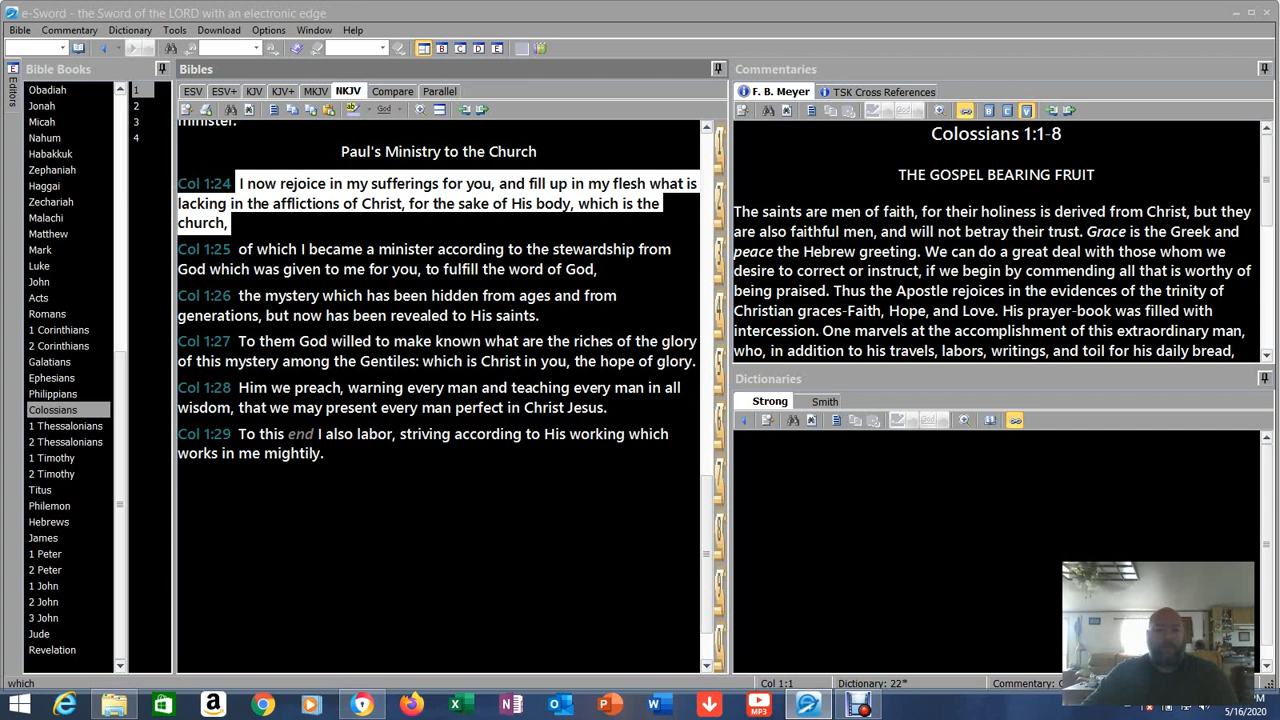 e-Sword - the Sword of the LORD with an electronic edge
Bible Commentary Dictionary Tools Download Options Window Help
B C D E
Editors
Bible Books
Obadiah
Jonah
Micah
Nahum
Habakkuk
Zephaniah
Haggai
Zechariah
Malachi
Matthew
Mark
Luke
John
Acts
Romans
1 Corinthians
2 Corinthians
Galatians
Ephesians
Philippians
Colossians
1 Thessalonians
2 Thessalonians
1 Timothy
2 Timothy
Titus
Philemon
Hebrews
James
1 Peter
2 Peter
1 John
2 John
3 John
Jude
Revelation
1
2
3
4
Bibles
ESV ESV+ KJV KJV+ MKJV NKJV Compare Parallel
God
minister.
Paul's Ministry to the Church
Col 1:24 I now rejoice in my sufferings for you, and fill up in my flesh what is
lacking in the afflictions of Christ, for the sake of His body, which is the
church,
Col 1:25 of which I became a minister according to the stewardship from
God which was given to me for you, to fulfill the word of God,
Col 1:26 the mystery which has been hidden from ages and from
generations, but now has been revealed to His saints.
Col 1:27 To them God willed to make known what are the riches of the glory
of this mystery among the Gentiles: which is Christ in you, the hope of glory.
Col 1:28 Him we preach, warning every man and teaching every man in all
wisdom, that we may present every man perfect in Christ Jesus.
Col 1:29 To this end I also labor, striving according to His working which
works in me mightily.
Commentaries
F. B. Meyer TSK Cross References
God B C V
Colossians 1:1-8
THE GOSPEL BEARING FRUIT
The saints are men of faith, for their holiness is derived from Christ, but they
are also faithful men, and will not betray their trust. Grace is the Greek and
peace the Hebrew greeting. We can do a great deal with those whom we
desire to correct or instruct, if we begin by commending all that is worthy of
being praised. Thus the Apostle rejoices in the evidences of the trinity of
Christian graces-Faith, Hope, and Love. His prayer-book was filled with
intercession. One marvels at the accomplishment of this extraordinary man,
who, in addition to his travels, labors, writings, and toil for his daily bread,
Dictionaries
Strong Smith
God
which
Col 1:1
Dictionary: 22*
Commentary:
MP3
PM
5/16/2020